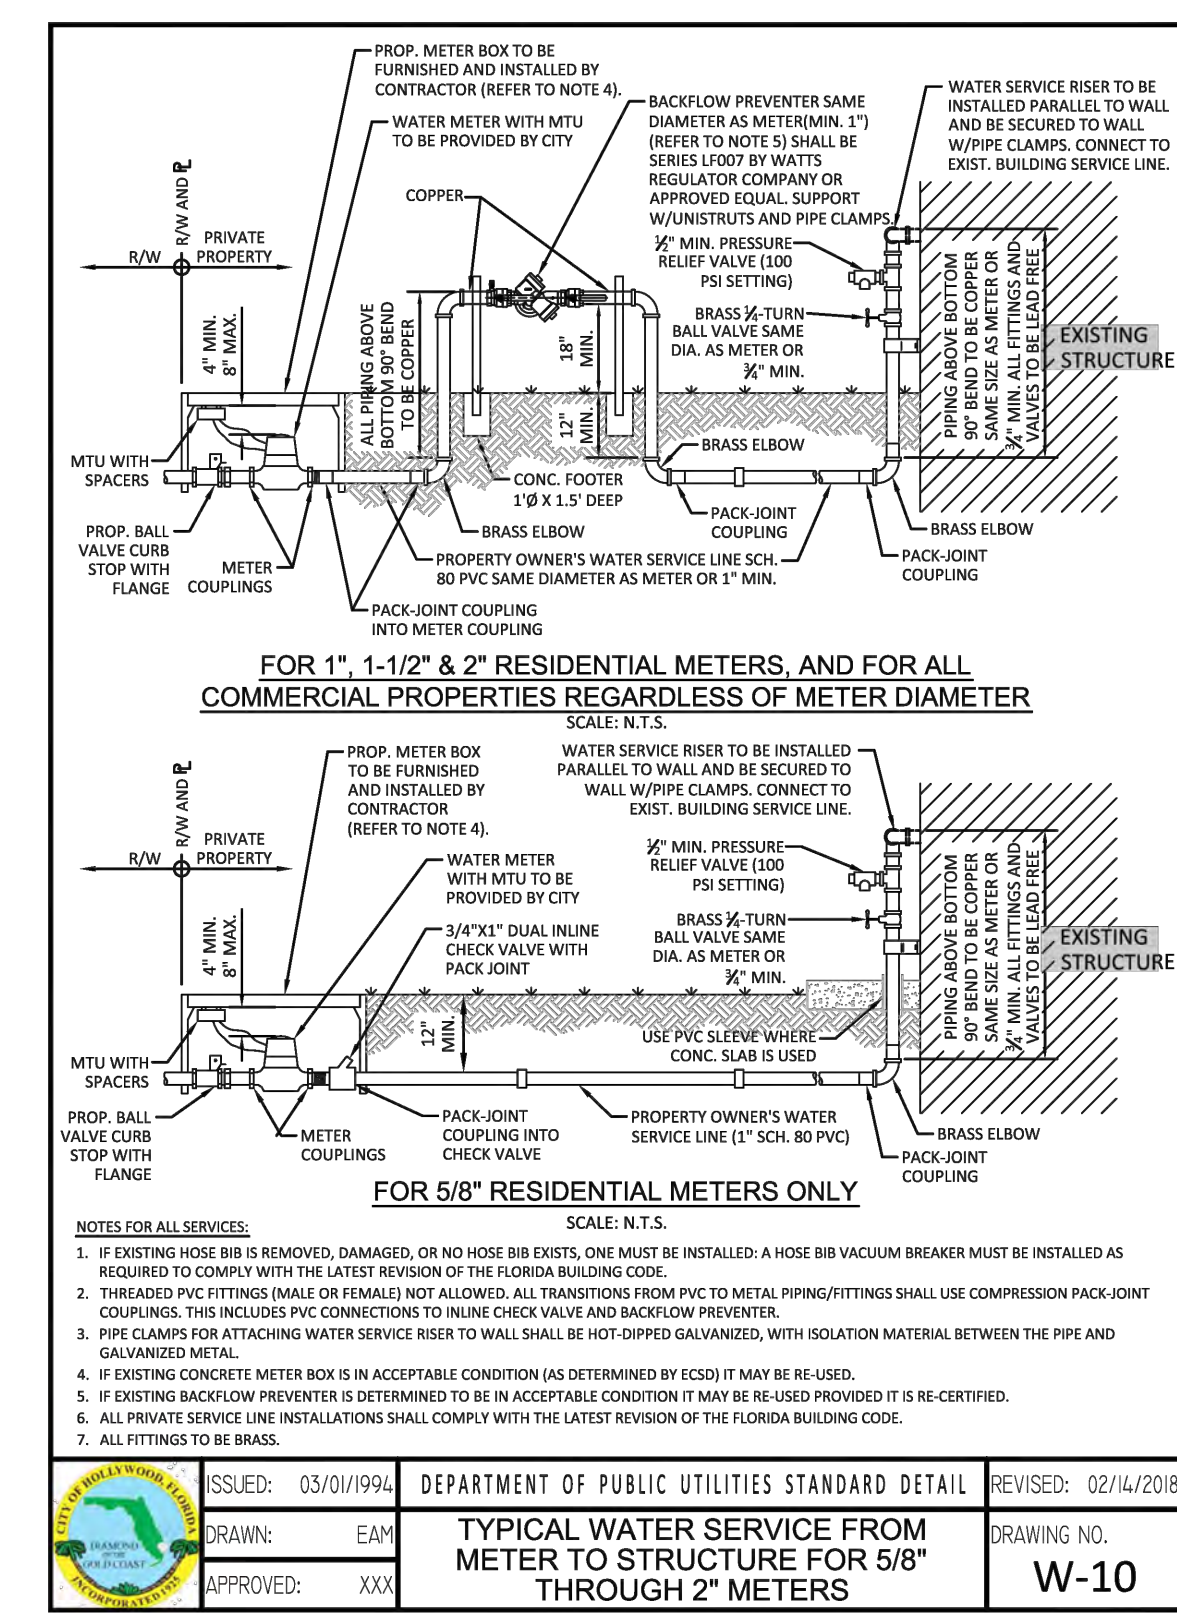 PROP. METER BOX TO BE
FURNISHED AND INSTALLED BY
CONTRACTOR (REFER TO NOTE 4).
WATER METER WITH MTU
TO BE PROVIDED BY CITY
BACKFLOW PREVENTER SAME
DIAMETER AS METER(MIN. 1")
(REFER TO NOTE 5) SHALL BE
SERIES LF007 BY WATTS
REGULATOR COMPANY OR
APPROVED EQUAL. SUPPORT
W/UNISTRUTS AND PIPE CLAMPS.
WATER SERVICE RISER TO BE
INSTALLED PARALLEL TO WALL
AND BE SECURED TO WALL
W/PIPE CLAMPS. CONNECT TO
EXIST. BUILDING SERVICE LINE.
COPPER
R/W AND PL
R/W
PRIVATE
PROPERTY
4" MIN.
8" MAX.
ALL PIPING ABOVE
BOTTOM 90° BEND
TO BE COPPER
18"
MIN.
12"
MIN.
½" MIN. PRESSURE
RELIEF VALVE (100
PSI SETTING)
BRASS ¼-TURN
BALL VALVE SAME
DIA. AS METER OR
¾" MIN.
PIPING ABOVE BOTTOM
90° BEND TO BE COPPER
SAME SIZE AS METER OR
¾" MIN. ALL FITTINGS AND
VALVES TO BE LEAD FREE
EXISTING
STRUCTURE
MTU WITH
SPACERS
PROP. BALL
VALVE CURB
STOP WITH
FLANGE
METER
COUPLINGS
CONC. FOOTER
1'Ø X 1.5' DEEP
BRASS ELBOW
BRASS ELBOW
PACK-JOINT
COUPLING
BRASS ELBOW
PACK-JOINT
COUPLING
PROPERTY OWNER'S WATER SERVICE LINE SCH.
80 PVC SAME DIAMETER AS METER OR 1" MIN.
PACK-JOINT COUPLING
INTO METER COUPLING
FOR 1", 1-1/2" & 2" RESIDENTIAL METERS, AND FOR ALL
COMMERCIAL PROPERTIES REGARDLESS OF METER DIAMETER
SCALE: N.T.S.
PROP. METER BOX
TO BE FURNISHED
AND INSTALLED BY
CONTRACTOR
(REFER TO NOTE 4).
WATER SERVICE RISER TO BE INSTALLED
PARALLEL TO WALL AND BE SECURED TO
WALL W/PIPE CLAMPS. CONNECT TO
EXIST. BUILDING SERVICE LINE.
R/W AND PL
R/W
PRIVATE
PROPERTY
WATER METER
WITH MTU TO BE
PROVIDED BY CITY
3/4"X1" DUAL INLINE
CHECK VALVE WITH
PACK JOINT
½" MIN. PRESSURE
RELIEF VALVE (100
PSI SETTING)
BRASS ¼-TURN
BALL VALVE SAME
DIA. AS METER OR
¾" MIN.
4" MIN.
8" MAX.
12"
MIN.
USE PVC SLEEVE WHERE
CONC. SLAB IS USED
PIPING ABOVE BOTTOM
90° BEND TO BE COPPER
SAME SIZE AS METER OR
¾" MIN. ALL FITTINGS AND
VALVES TO BE LEAD FREE
EXISTING
STRUCTURE
MTU WITH
SPACERS
PROP. BALL
VALVE CURB
STOP WITH
FLANGE
METER
COUPLINGS
PACK-JOINT
COUPLING INTO
CHECK VALVE
PROPERTY OWNER'S WATER
SERVICE LINE (1" SCH. 80 PVC)
BRASS ELBOW
PACK-JOINT
COUPLING
FOR 5/8" RESIDENTIAL METERS ONLY
SCALE: N.T.S.
NOTES FOR ALL SERVICES:
1. IF EXISTING HOSE BIB IS REMOVED, DAMAGED, OR NO HOSE BIB EXISTS, ONE MUST BE INSTALLED: A HOSE BIB VACUUM BREAKER MUST BE INSTALLED AS
REQUIRED TO COMPLY WITH THE LATEST REVISION OF THE FLORIDA BUILDING CODE.
2. THREADED PVC FITTINGS (MALE OR FEMALE) NOT ALLOWED. ALL TRANSITIONS FROM PVC TO METAL PIPING/FITTINGS SHALL USE COMPRESSION PACK-JOINT
COUPLINGS. THIS INCLUDES PVC CONNECTIONS TO INLINE CHECK VALVE AND BACKFLOW PREVENTER.
3. PIPE CLAMPS FOR ATTACHING WATER SERVICE RISER TO WALL SHALL BE HOT-DIPPED GALVANIZED, WITH ISOLATION MATERIAL BETWEEN THE PIPE AND
GALVANIZED METAL.
4. IF EXISTING CONCRETE METER BOX IS IN ACCEPTABLE CONDITION (AS DETERMINED BY ECSD) IT MAY BE RE-USED.
5. IF EXISTING BACKFLOW PREVENTER IS DETERMINED TO BE IN ACCEPTABLE CONDITION IT MAY BE RE-USED PROVIDED IT IS RE-CERTIFIED.
6. ALL PRIVATE SERVICE LINE INSTALLATIONS SHALL COMPLY WITH THE LATEST REVISION OF THE FLORIDA BUILDING CODE.
7. ALL FITTINGS TO BE BRASS.
CITY OF HOLLYWOOD, FLORIDA
DIAMOND
OF THE
GOLD COAST
INCORPORATED 1925
ISSUED: 03/01/1994
DRAWN: EAM
APPROVED: XXX
DEPARTMENT OF PUBLIC UTILITIES STANDARD DETAIL
TYPICAL WATER SERVICE FROM
METER TO STRUCTURE FOR 5/8"
THROUGH 2" METERS
REVISED: 02/14/2018
DRAWING NO.
W-10